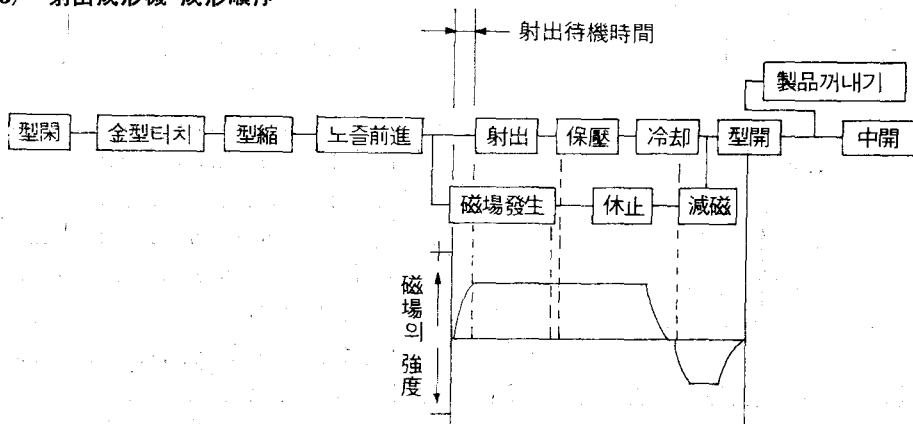 射出成形機 成形順序
射出待機時間
製品꺼내기
型閉 金型터치 型縮 노즐前進 射出 保壓 冷却 型開 中開
磁場發生 休止 減磁
磁場의 強度